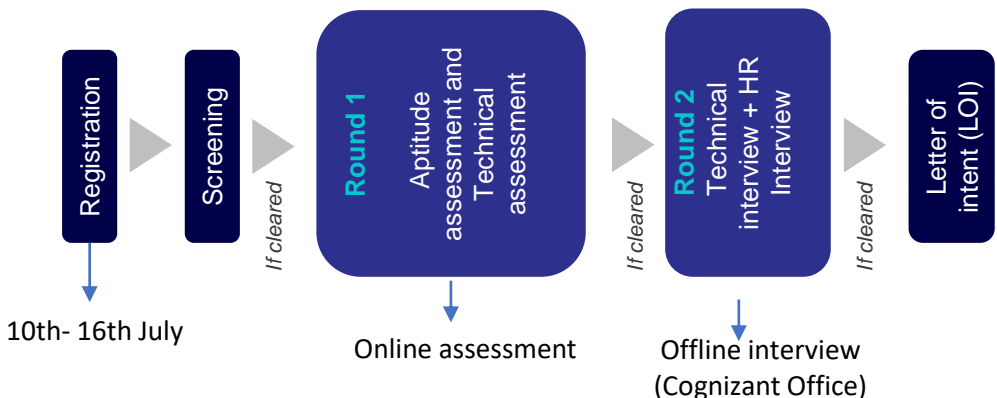 Registration
Screening
If cleared
Round 1
Aptitude
assessment and
Technical
assessment
If cleared
Round 2
Technical
interview + HR
Interview
If cleared
Letter of
intent (LOI)
10th- 16th July
Online assessment
Offline interview
(Cognizant Office)